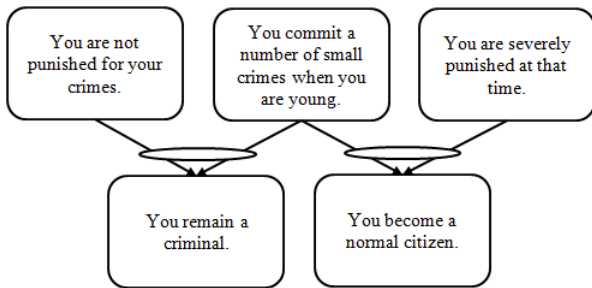 You are not
punished for your
crimes.
You commit a
number of small
crimes when you
are young.
You are severely
punished at that
time.
You remain a
criminal.
You become a
normal citizen.